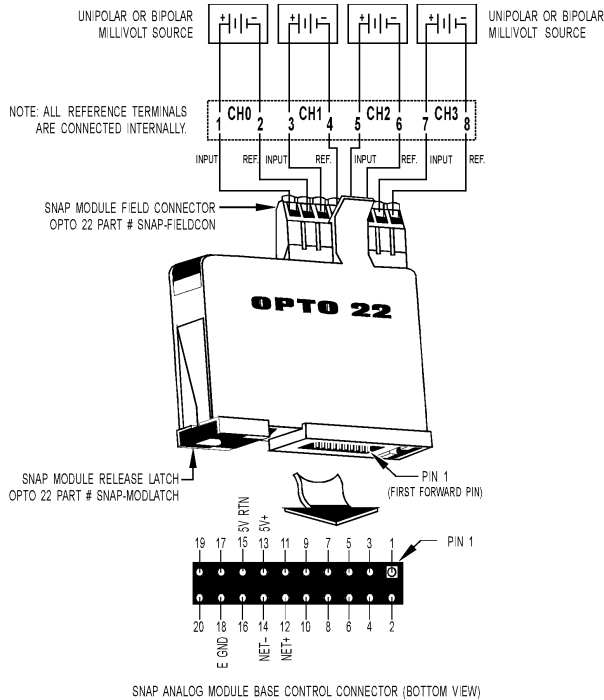 UNIPOLAR OR BIPOLAR
MILLIVOLT SOURCE
UNIPOLAR OR BIPOLAR
MILLIVOLT SOURCE
+ - + - + - + -
NOTE: ALL REFERENCE TERMINALS
ARE CONNECTED INTERNALLY.
CH0 CH1 CH2 CH3
1 2 3 4 5 6 7 8
INPUT REF. INPUT REF. INPUT REF. INPUT REF.
SNAP MODULE FIELD CONNECTOR
OPTO 22 PART # SNAP-FIELDCON
OPTO 22
SNAP MODULE RELEASE LATCH
OPTO 22 PART # SNAP-MODLATCH
PIN 1
(FIRST FORWARD PIN)
5V RTN
5V+
19 17 15 13 11 9 7 5 3 1
PIN 1
20 18 16 14 12 10 8 6 4 2
E GND
NET-
NET+
SNAP ANALOG MODULE BASE CONTROL CONNECTOR (BOTTOM VIEW)